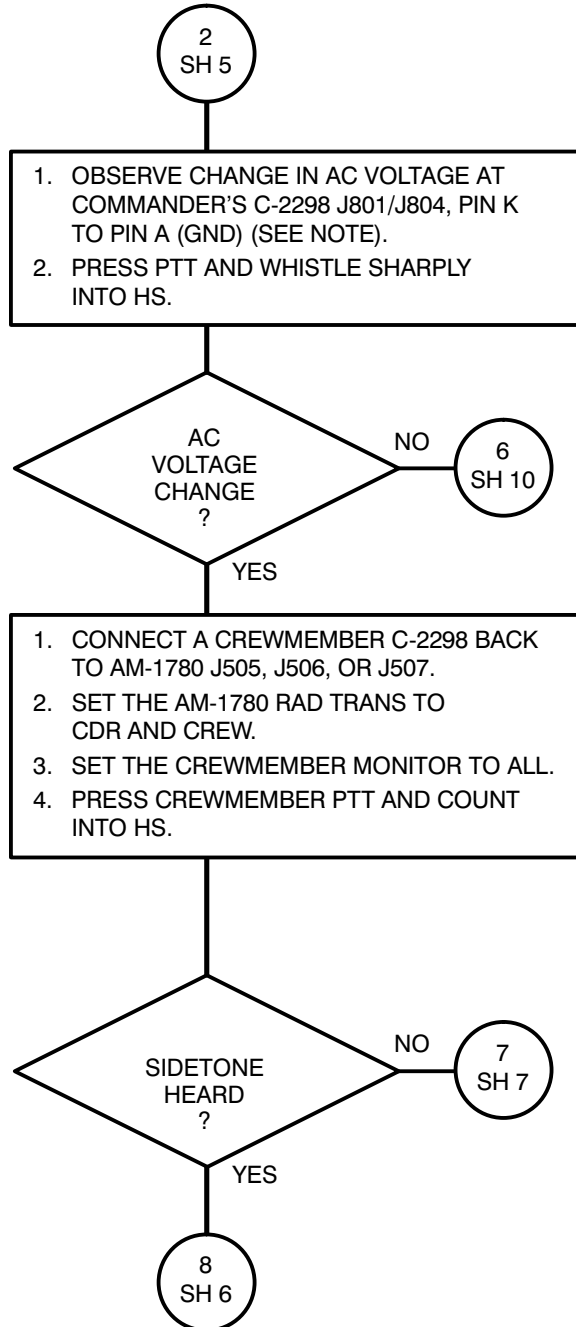 2
SH 5
1. OBSERVE CHANGE IN AC VOLTAGE AT
COMMANDER'S C-2298 J801/J804, PIN K
TO PIN A (GND) (SEE NOTE).
2. PRESS PTT AND WHISTLE SHARPLY
INTO HS.
AC
VOLTAGE
CHANGE
?
NO
6
SH 10
YES
1. CONNECT A CREWMEMBER C-2298 BACK
TO AM-1780 J505, J506, OR J507.
2. SET THE AM-1780 RAD TRANS TO
CDR AND CREW.
3. SET THE CREWMEMBER MONITOR TO ALL.
4. PRESS CREWMEMBER PTT AND COUNT
INTO HS.
SIDETONE
HEARD
?
NO
7
SH 7
YES
8
SH 6